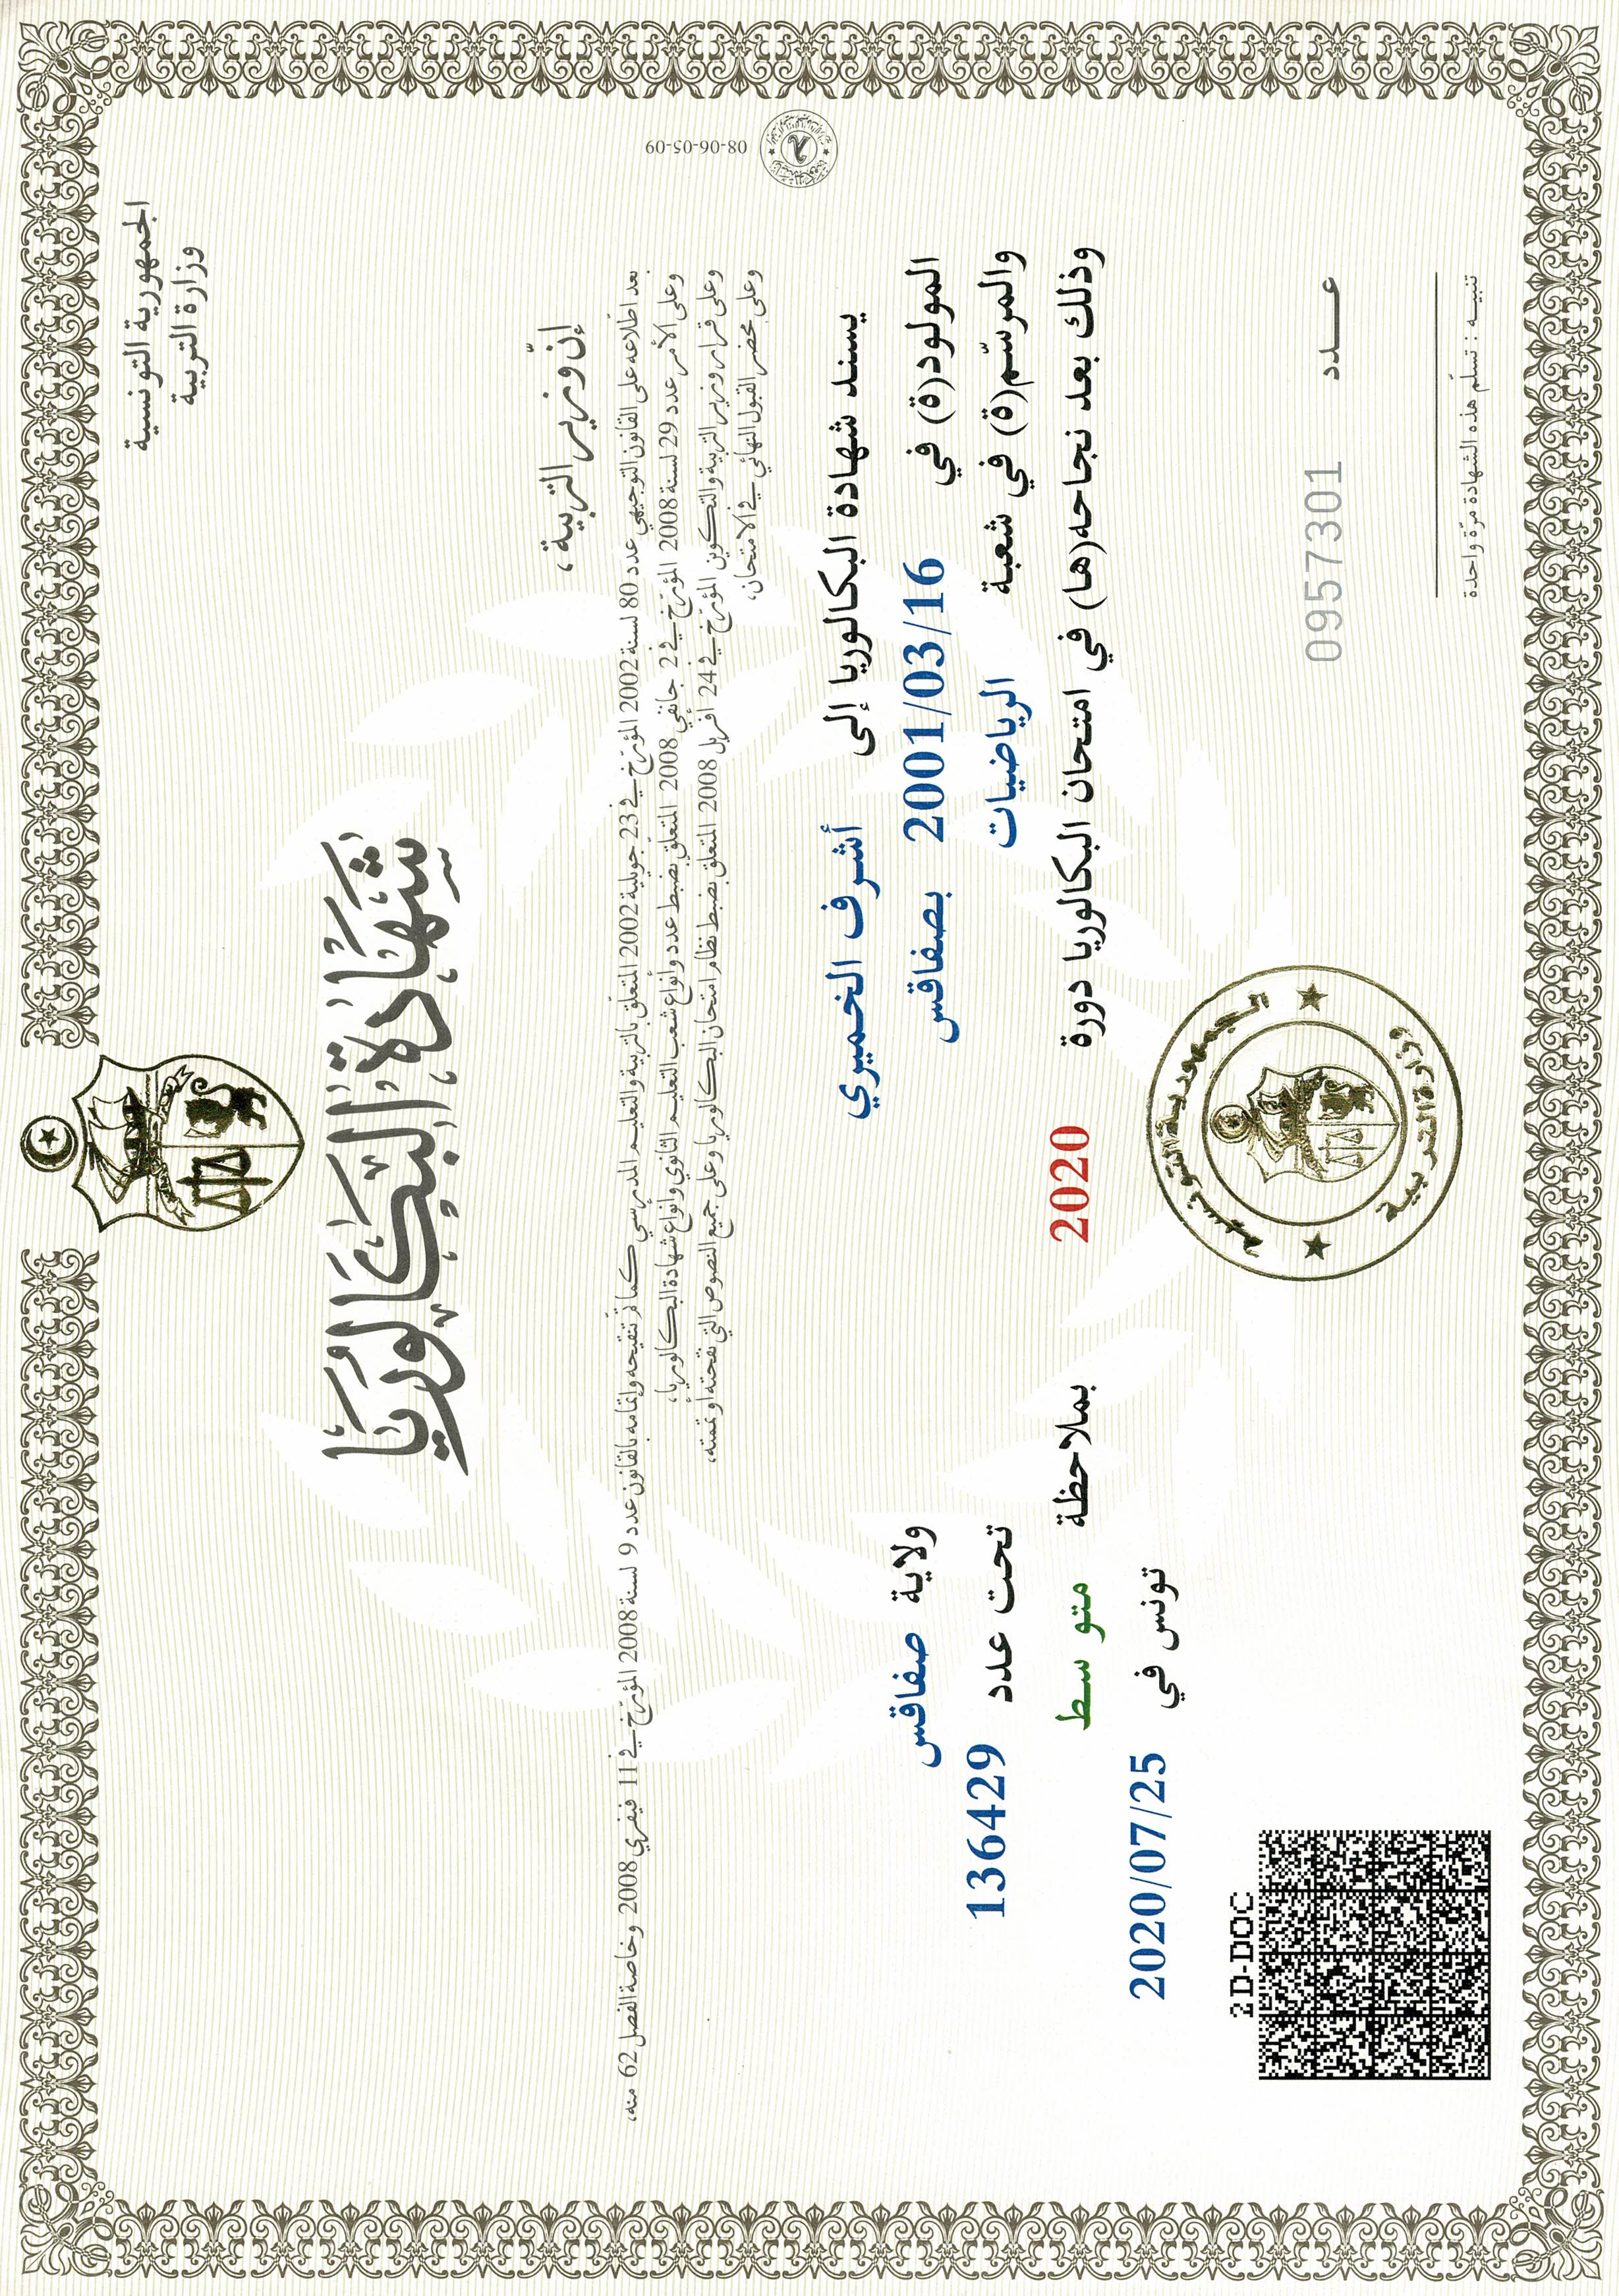 الجمهورية التونسية
وزارة التربية
شَهَادَة البَكَالُورِيَا
إنّ وزير التربية،
بعد اطّلاعه على القانون التوجيهي عدد 80 لسنة 2002 المؤرّخ في 23 جويلية 2002 المتعلّق بالتربية والتعليم المدرسي كما تمّ تنقيحه وإتمامه بالقانون عدد 9 لسنة 2008 المؤرّخ في 11 فيفري 2008 وخاصة الفصل 62 منه،
وعلى الأمر عدد 29 لسنة 2008 المؤرّخ في 2 جانفي 2008 المتعلّق بضبط عدد وأنواع شعب التعليم الثانوي وأنواع شهادة البكالوريا،
وعلى قرار وزير التربية والتكوين المؤرّخ في 24 أفريل 2008 المتعلّق بضبط نظام امتحان البكالوريا وعلى جميع النصوص التي نقحته أو تممته،
وعلى محضر القبول النهائي في الامتحان،
08-06-05-09
يسند شهادة البكالوريا إلى أشرف الخميري
المولود(ة) في 2001/03/16 بصفاقس ولاية صفاقس
والمرسّم(ة) في شعبة الرياضيات تحت عدد 136429
وذلك بعد نجاحه(ها) في امتحان البكالوريا دورة 2020 بملاحظة متوسط
تونس في 2020/07/25
2D-DOC
الجمهورية التونسية
وزارة التربية
عدد 0957301
تنبيه : تسلّم هذه الشهادة مرّة واحدة